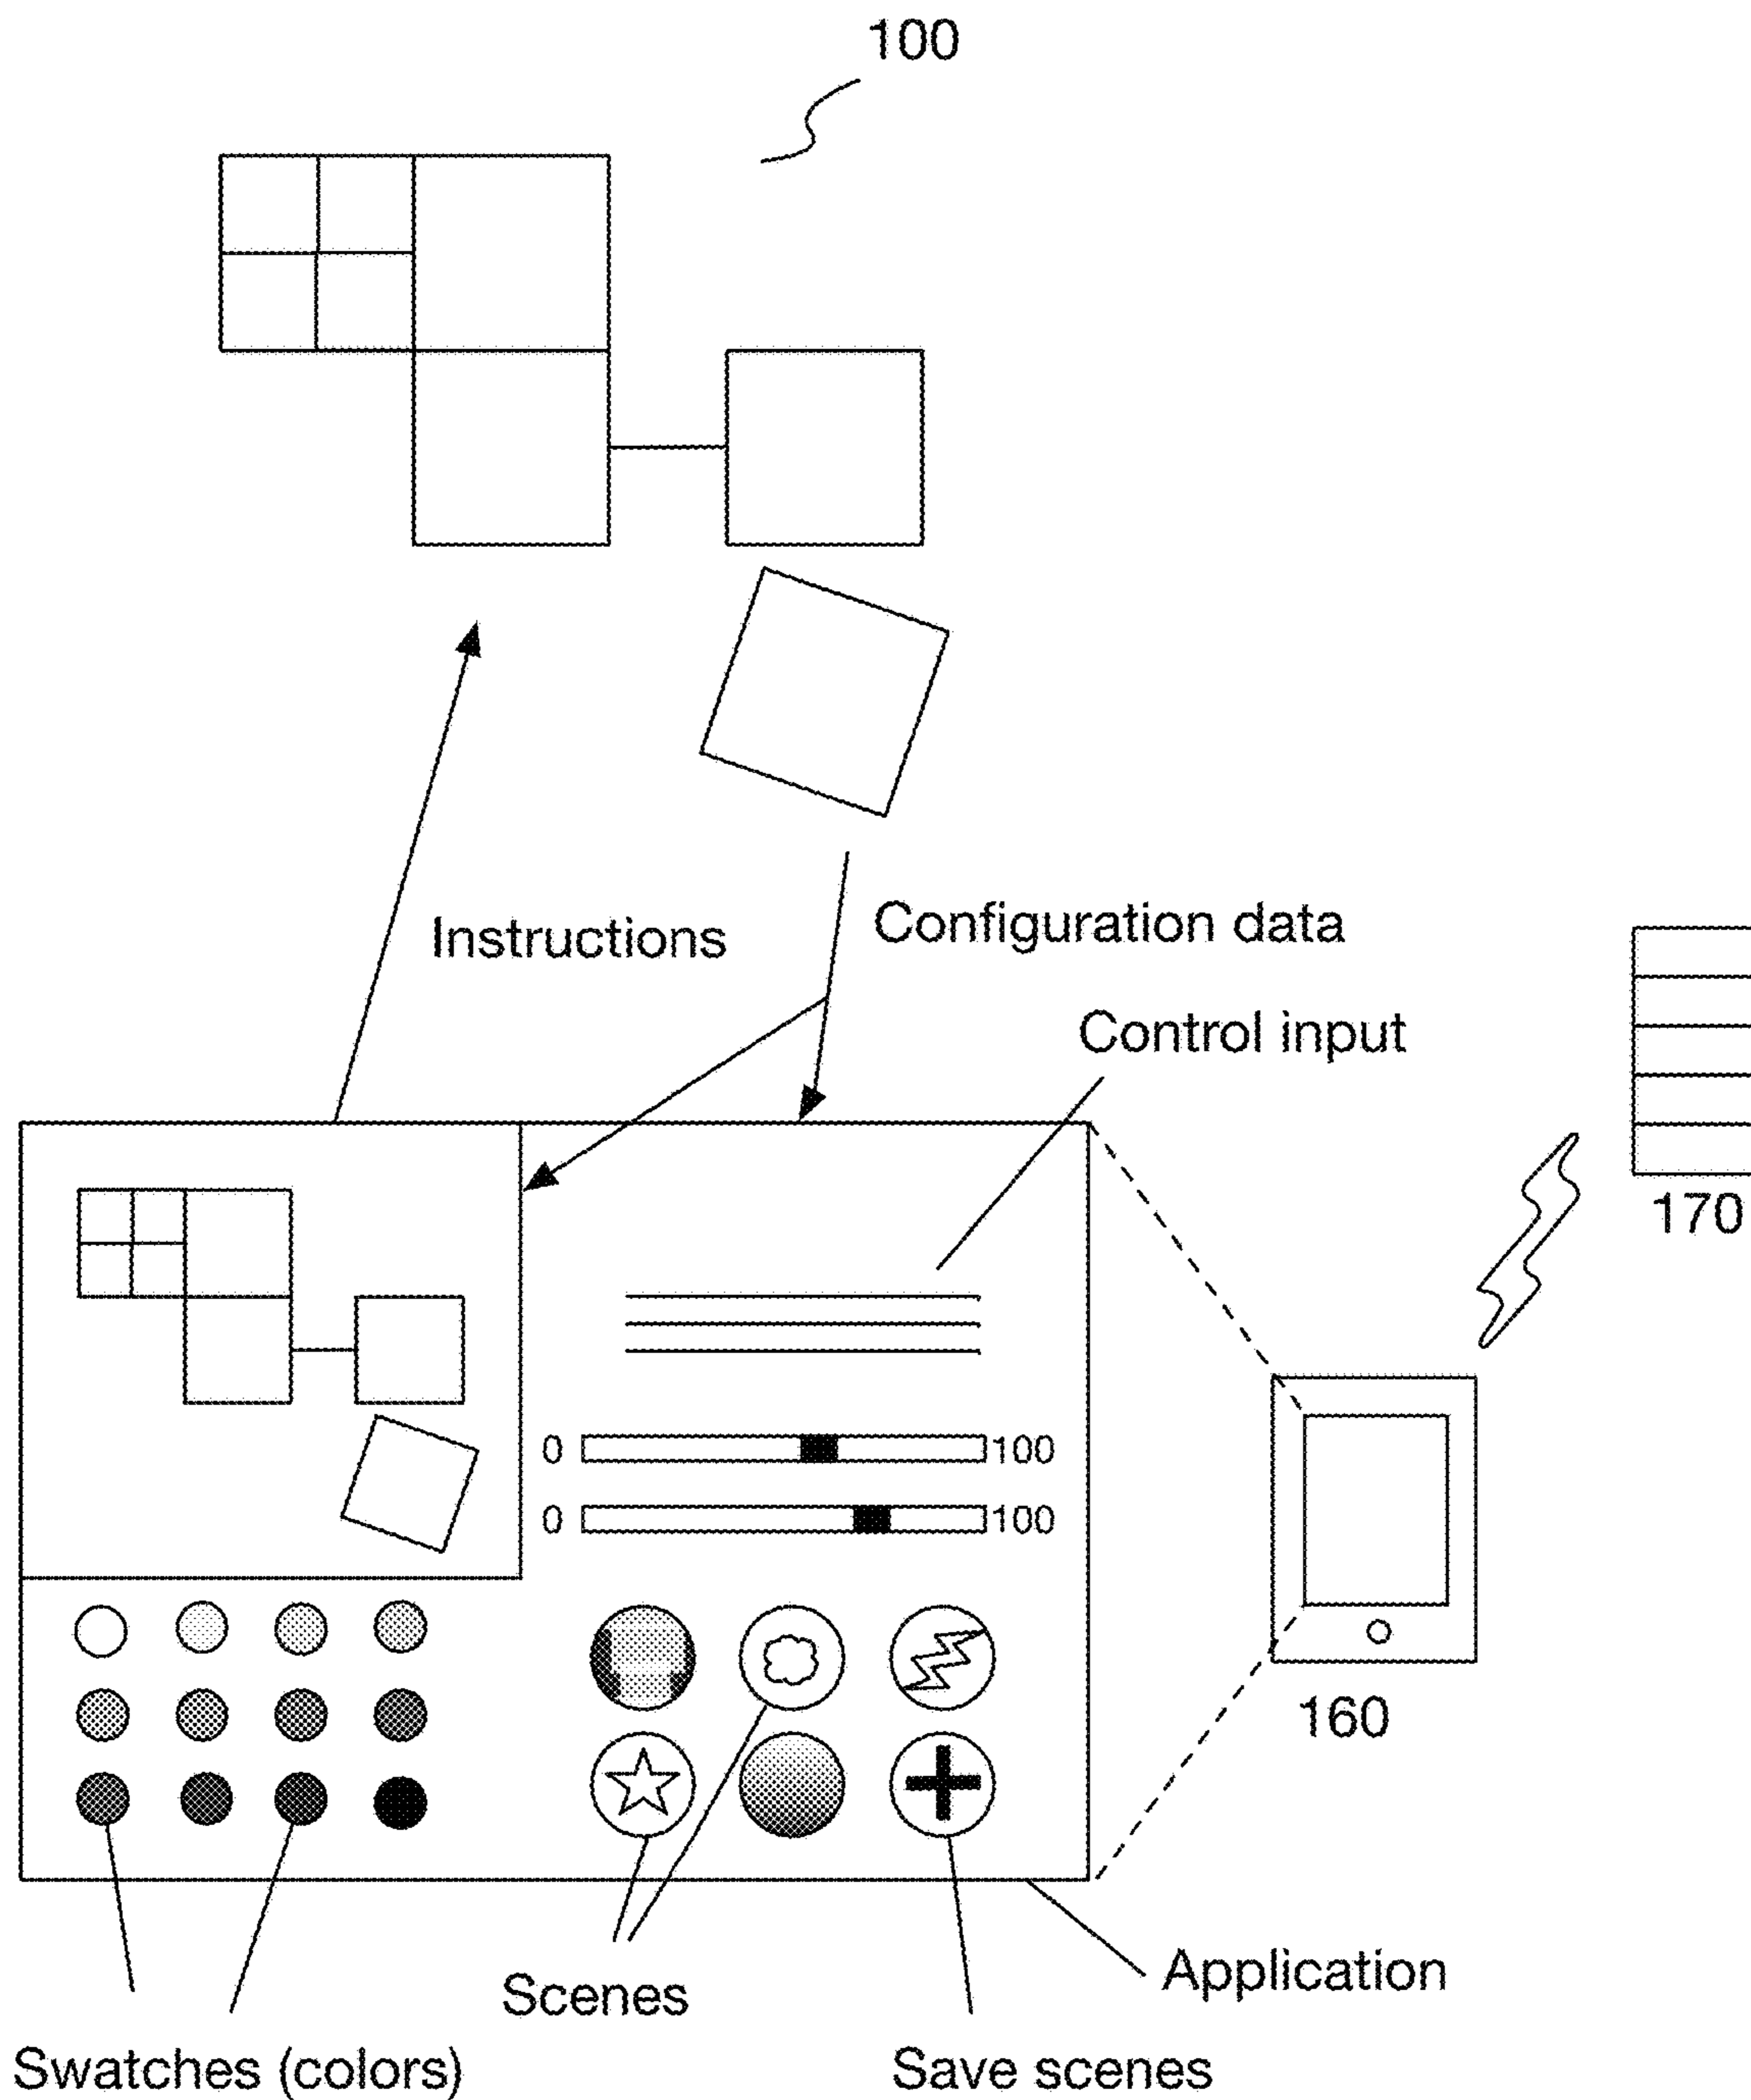 100
Instructions
Configuration data
Control input
170
0 100
0 100
160
Scenes
Application
Swatches (colors)
Save scenes